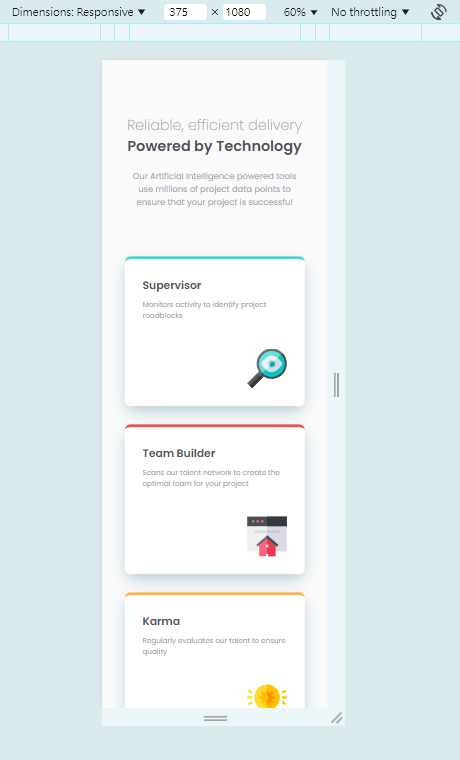 Dimensions: Responsive ▼ 375 × 1080 60% ▼ No throttling ▼
Reliable, efficient delivery
Powered by Technology
Our Artificial Intelligence powered tools
use millions of project data points to
ensure that your project is successful
Supervisor
Monitors activity to identify project
roadblocks
Team Builder
Scans our talent network to create the
optimal team for your project
Karma
Regularly evaluates our talent to ensure
quality